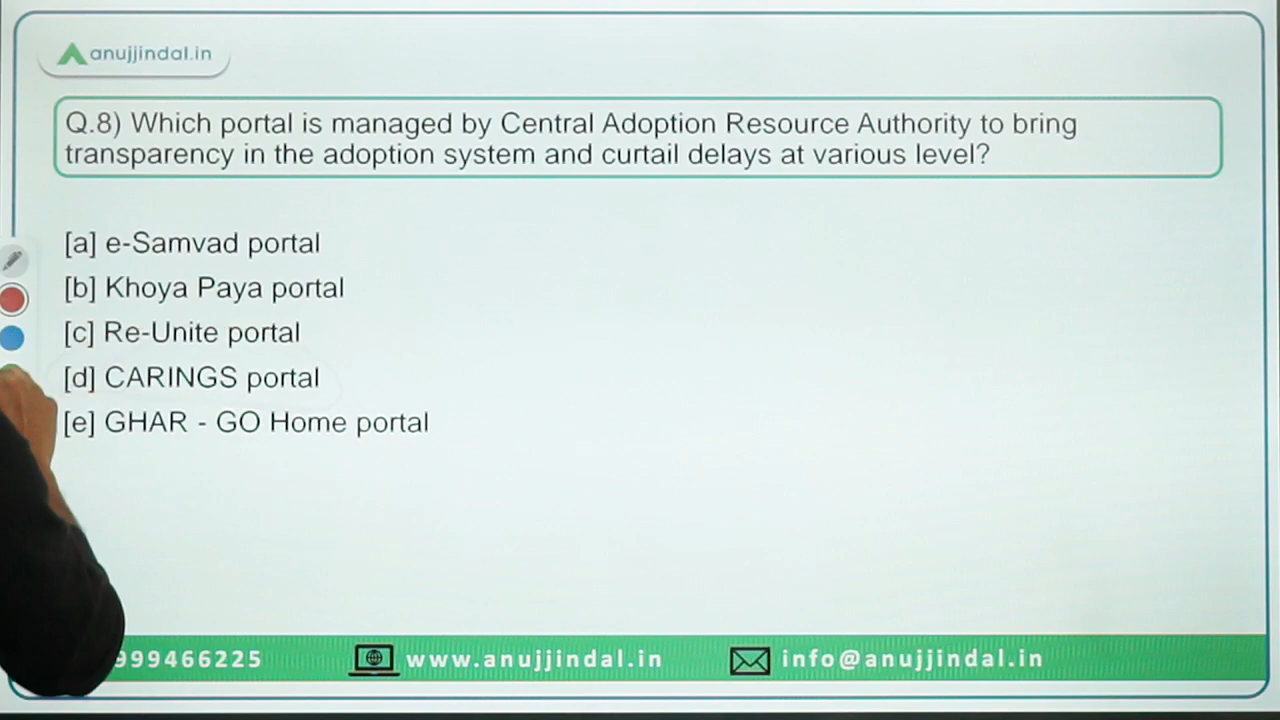 anujjindal.in
Q.8) Which portal is managed by Central Adoption Resource Authority to bring
transparency in the adoption system and curtail delays at various level?
[a] e-Samvad portal
[b] Khoya Paya portal
[c] Re-Unite portal
[d] CARINGS portal
[e] GHAR - GO Home portal
999466225 www.anujjindal.in info@anujjindal.in